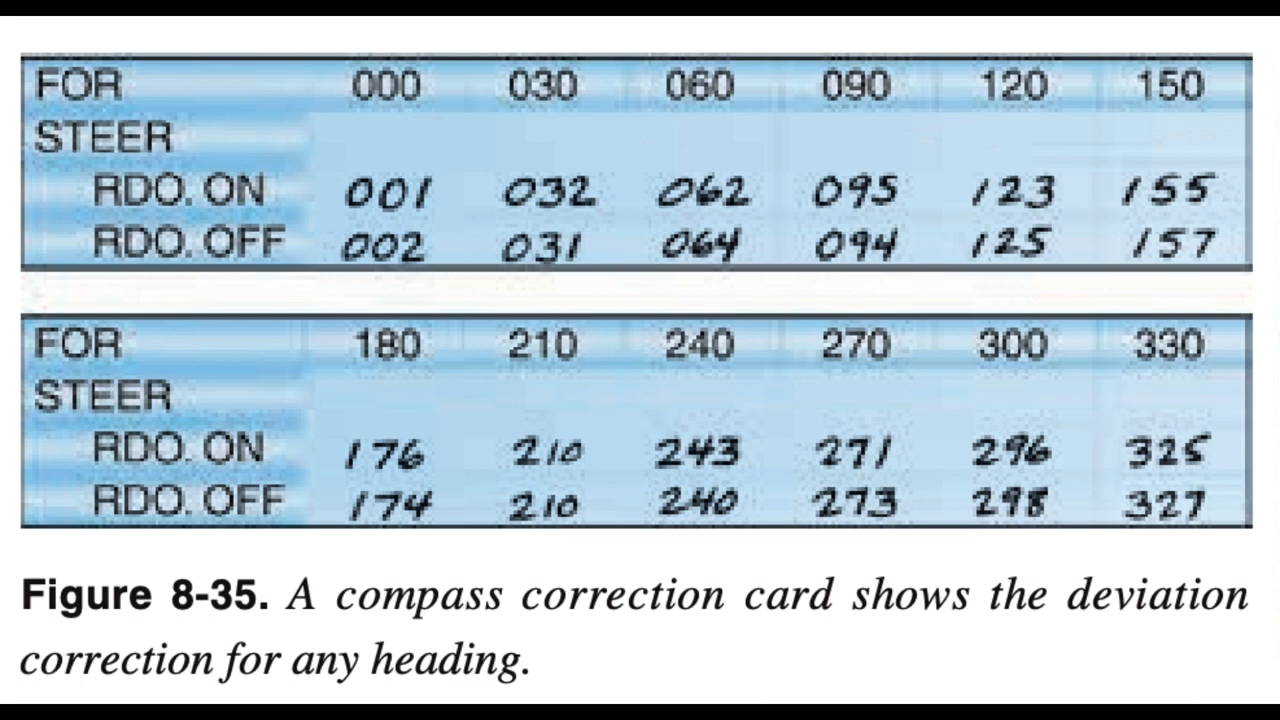 FOR 000 030 060 090 120 150
STEER
RDO. ON 001 032 062 095 123 155
RDO. OFF 002 031 064 094 125 157
FOR 180 210 240 270 300 330
STEER
RDO. ON 176 210 243 271 296 325
RDO. OFF 174 210 240 273 298 327
Figure 8-35. A compass correction card shows the deviation
correction for any heading.